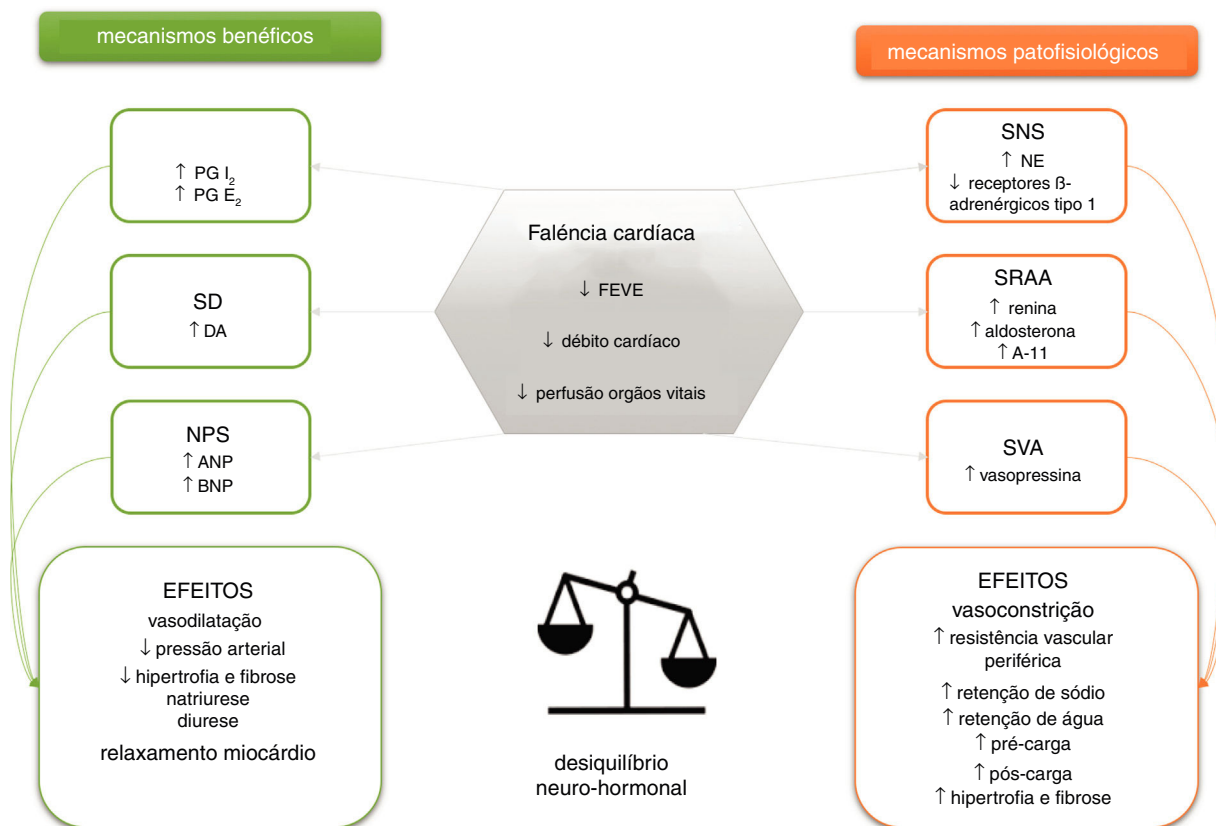 mecanismos benéficos
mecanismos patofisiológicos
↑ PG I2
↑ PG E2
SD
↑ DA
NPS
↑ ANP
↑ BNP
Faléncia cardíaca
↓ FEVE
↓ débito cardíaco
↓ perfusão orgãos vitais
SNS
↑ NE
↓ receptores ß-
adrenérgicos tipo 1
SRAA
↑ renina
↑ aldosterona
↑ A-11
SVA
↑ vasopressina
EFEITOS
vasodilatação
↓ pressão arterial
↓ hipertrofia e fibrose
natriurese
diurese
relaxamento miocárdio
desiquilíbrio
neuro-hormonal
EFEITOS
vasoconstrição
↑ resistência vascular
periférica
↑ retenção de sódio
↑ retenção de água
↑ pré-carga
↑ pós-carga
↑ hipertrofia e fibrose